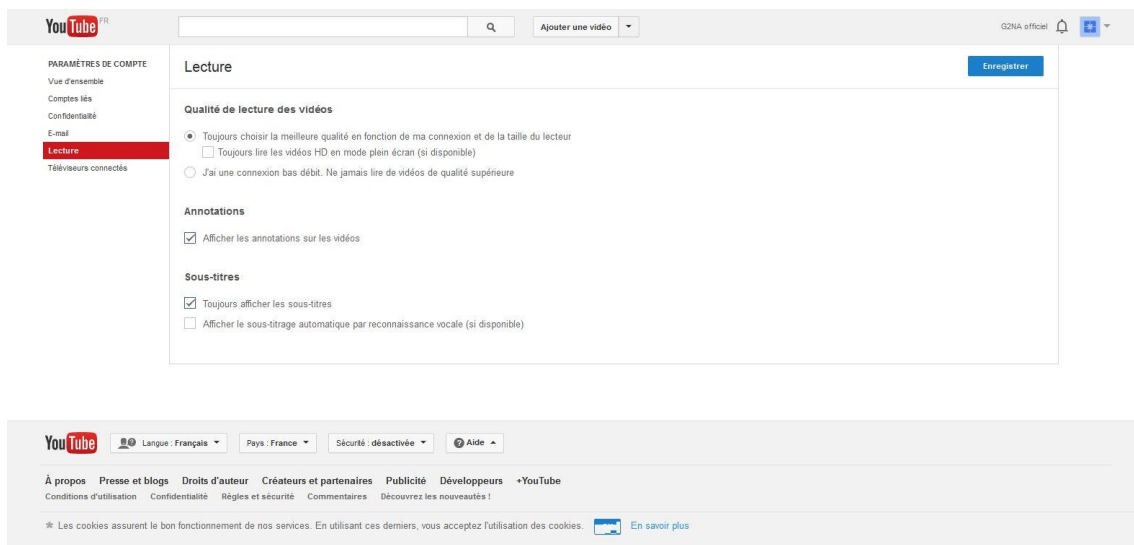 YouTube FR
Ajouter une vidéo
G2NA officiel
PARAMÈTRES DE COMPTE
Vue d'ensemble
Comptes liés
Confidentialité
E-mail
Lecture
Téléviseurs connectés
Lecture
Enregistrer
Qualité de lecture des vidéos
Toujours choisir la meilleure qualité en fonction de ma connexion et de la taille du lecteur
Toujours lire les vidéos HD en mode plein écran (si disponible)
J'ai une connexion bas débit. Ne jamais lire de vidéos de qualité supérieure
Annotations
Afficher les annotations sur les vidéos
Sous-titres
Toujours afficher les sous-titres
Afficher le sous-titrage automatique par reconnaissance vocale (si disponible)
YouTube
Langue : Français
Pays : France
Sécurité : désactivée
Aide
À propos Presse et blogs Droits d'auteur Créateurs et partenaires Publicité Développeurs +YouTube
Conditions d'utilisation Confidentialité Règles et sécurité Commentaires Découvrez les nouveautés !
* Les cookies assurent le bon fonctionnement de nos services. En utilisant ces derniers, vous acceptez l'utilisation des cookies. En savoir plus